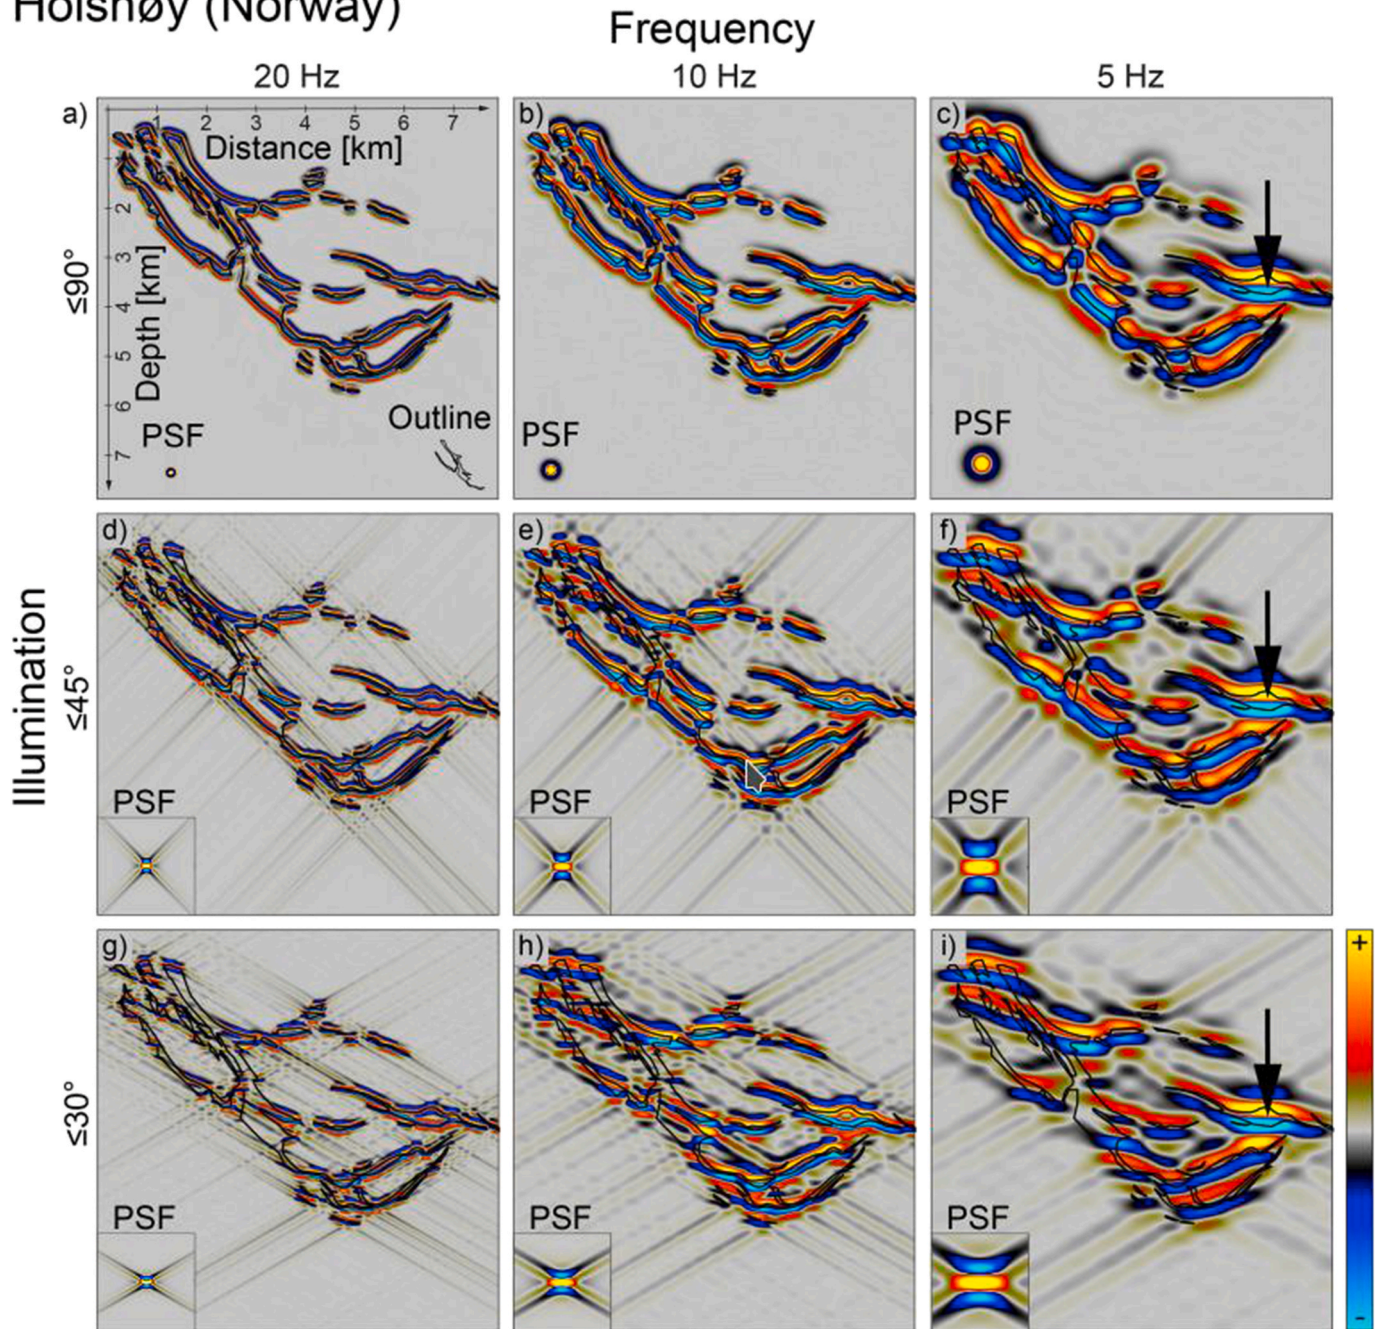 Holsnøy (Norway)
Frequency
20 Hz 10 Hz 5 Hz
a) b) c)
1 2 3 4 5 6 7
Distance [km]
1 2 3 4 5 6 7
Depth [km]
≤90°
PSF
Outline
PSF
PSF
Illumination
d) e) f)
≤45°
PSF PSF PSF
g) h) i)
≤30°
PSF PSF PSF
+
-